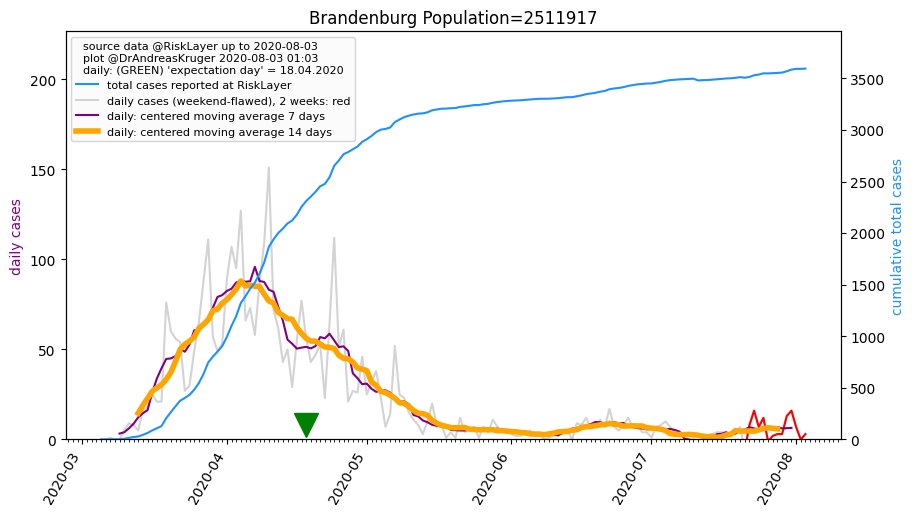 Brandenburg Population=2511917
source data @RiskLayer up to 2020-08-03
plot @DrAndreasKruger 2020-08-03 01:03
daily: (GREEN) 'expectation day' = 18.04.2020
total cases reported at RiskLayer
daily cases (weekend-flawed), 2 weeks: red
daily: centered moving average 7 days
daily: centered moving average 14 days
daily cases
200
150
100
50
0
cumulative total cases
3500
3000
2500
2000
1500
1000
500
0
2020-03
2020-04
2020-05
2020-06
2020-07
2020-08